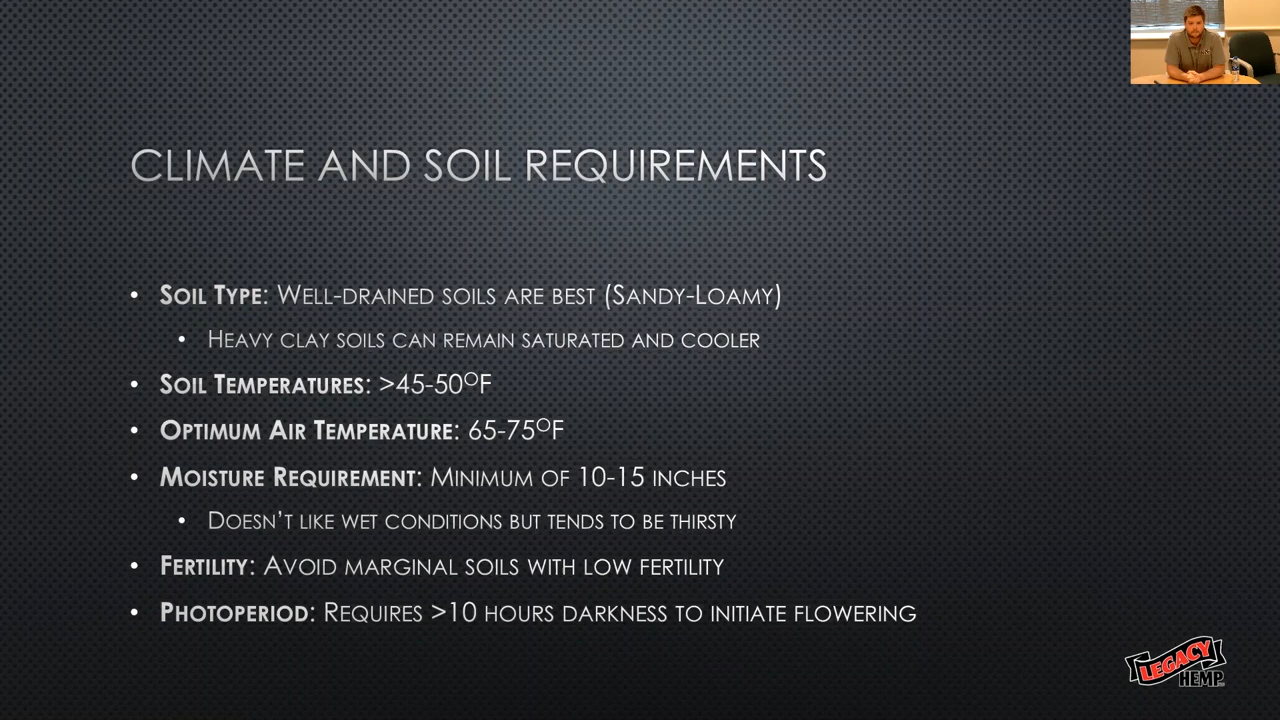 CLIMATE AND SOIL REQUIREMENTS
• SOIL TYPE: WELL-DRAINED SOILS ARE BEST (SANDY-LOAMY)
• HEAVY CLAY SOILS CAN REMAIN SATURATED AND COOLER
• SOIL TEMPERATURES: >45-50ºF
• OPTIMUM AIR TEMPERATURE: 65-75ºF
• MOISTURE REQUIREMENT: MINIMUM OF 10-15 INCHES
• DOESN'T LIKE WET CONDITIONS BUT TENDS TO BE THIRSTY
• FERTILITY: AVOID MARGINAL SOILS WITH LOW FERTILITY
• PHOTOPERIOD: REQUIRES >10 HOURS DARKNESS TO INITIATE FLOWERING
LEGACY
HEMP